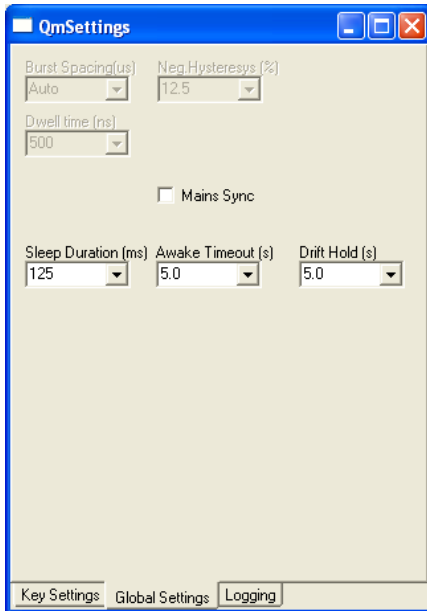 QmSettings
Burst Spacing(us) Neg.Hysteresys (%)
Auto 12.5
Dwell time (ns)
500
Mains Sync
Sleep Duration (ms) Awake Timeout (s) Drift Hold (s)
125 5.0 5.0
Key Settings Global Settings Logging